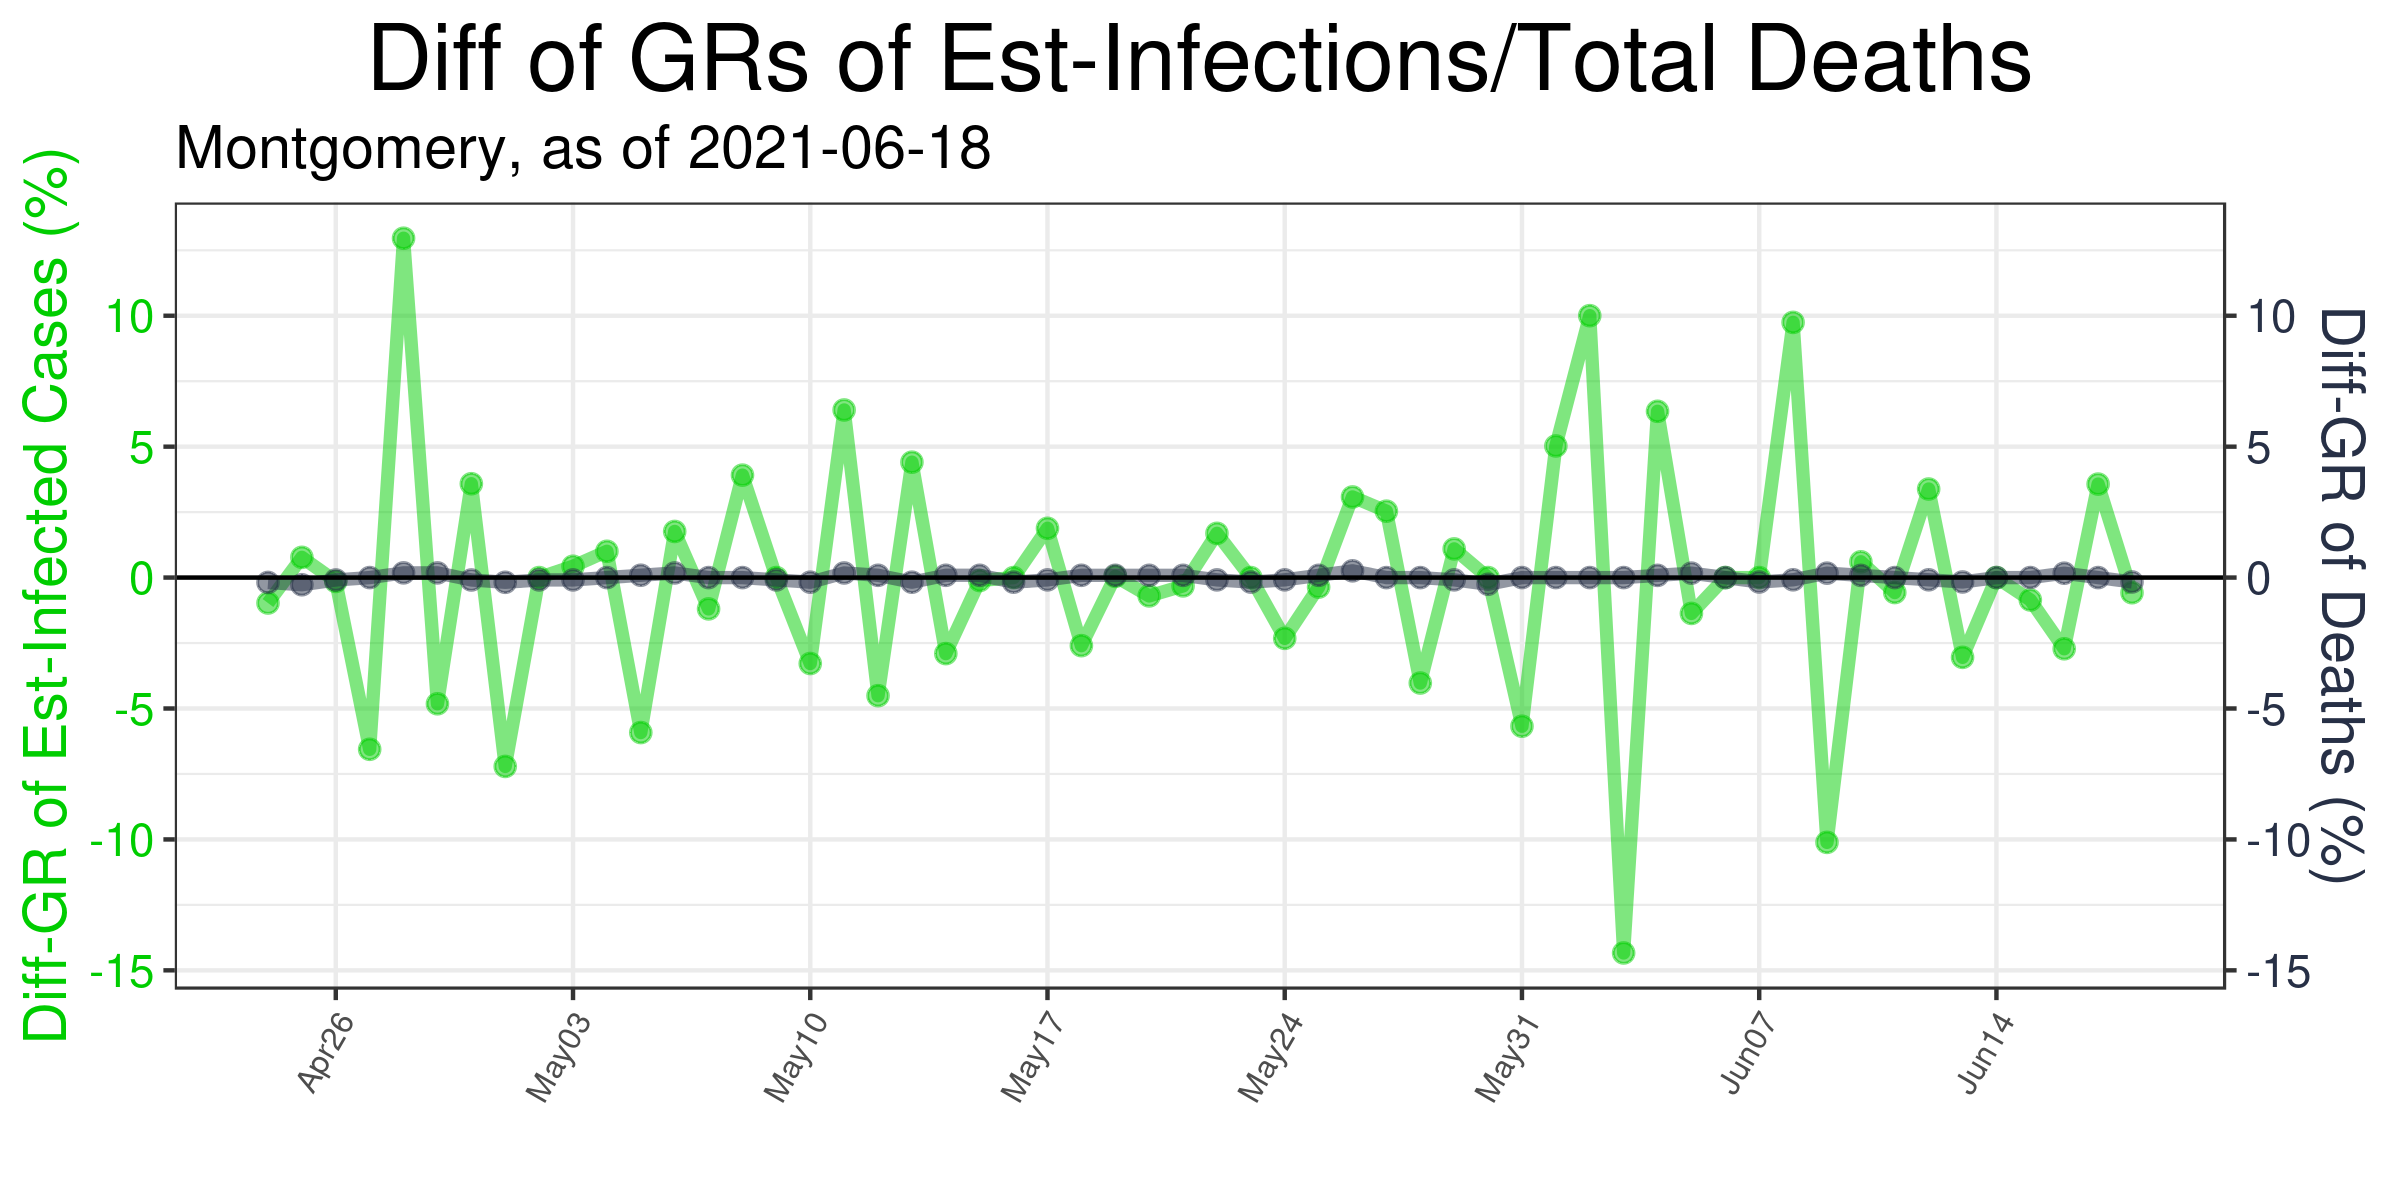 Diff of GRs of Est-Infections/Total Deaths
Montgomery, as of 2021-06-18
Diff-GR of Est-Infected Cases (%)
10
5
0
-5
-10
-15
10
5
0
-5
-10
-15
Diff-GR of Deaths (%)
Apr26
May03
May10
May17
May24
May31
Jun07
Jun14